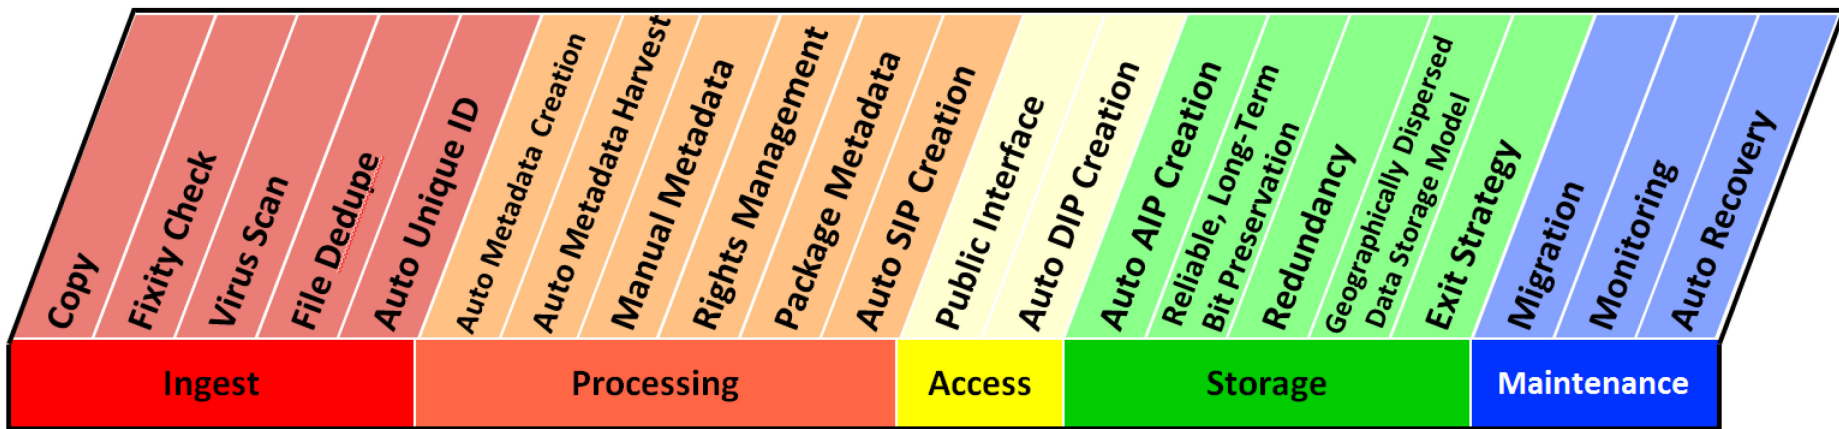 Copy
Fixity Check
Virus Scan
File Dedupe
Auto Unique ID
Auto Metadata Creation
Auto Metadata Harvest
Manual Metadata
Rights Management
Package Metadata
Auto SIP Creation
Public Interface
Auto DIP Creation
Auto AIP Creation
Reliable, Long-Term
Bit Preservation
Redundancy
Geographically Dispersed
Data Storage Model
Exit Strategy
Migration
Monitoring
Auto Recovery
Ingest
Processing
Access
Storage
Maintenance